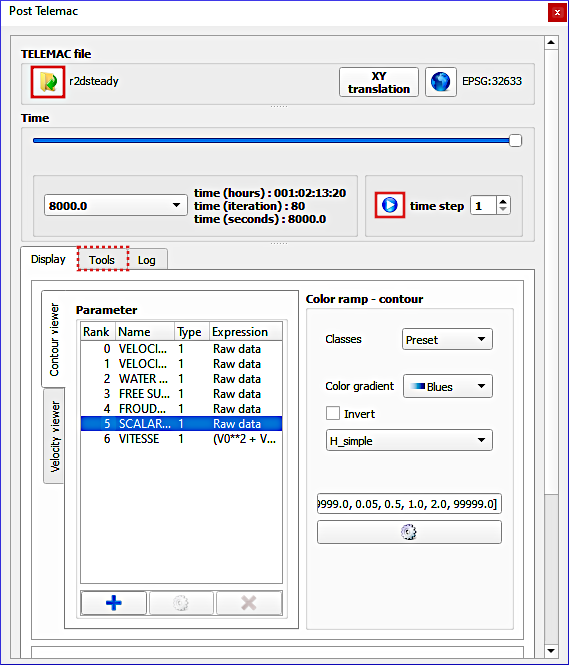 Post Telemac
TELEMAC file
r2dsteady
XY
translation
EPSG:32633
Time
8000.0
time (hours) : 001:02:13:20
time (iteration) : 80
time (seconds) : 8000.0
time step
1
Display
Tools
Log
Contour viewer
Velocity viewer
Parameter
Rank Name Type Expression
0 VELOCI... 1 Raw data
1 VELOCI... 1 Raw data
2 WATER ... 1 Raw data
3 FREE SU... 1 Raw data
4 FROUD... 1 Raw data
5 SCALAR... 1 Raw data
6 VITESSE 1 (V0**2 + V...
Color ramp - contour
Classes
Preset
Color gradient
Blues
Invert
H_simple
9999.0, 0.05, 0.5, 1.0, 2.0, 99999.0]